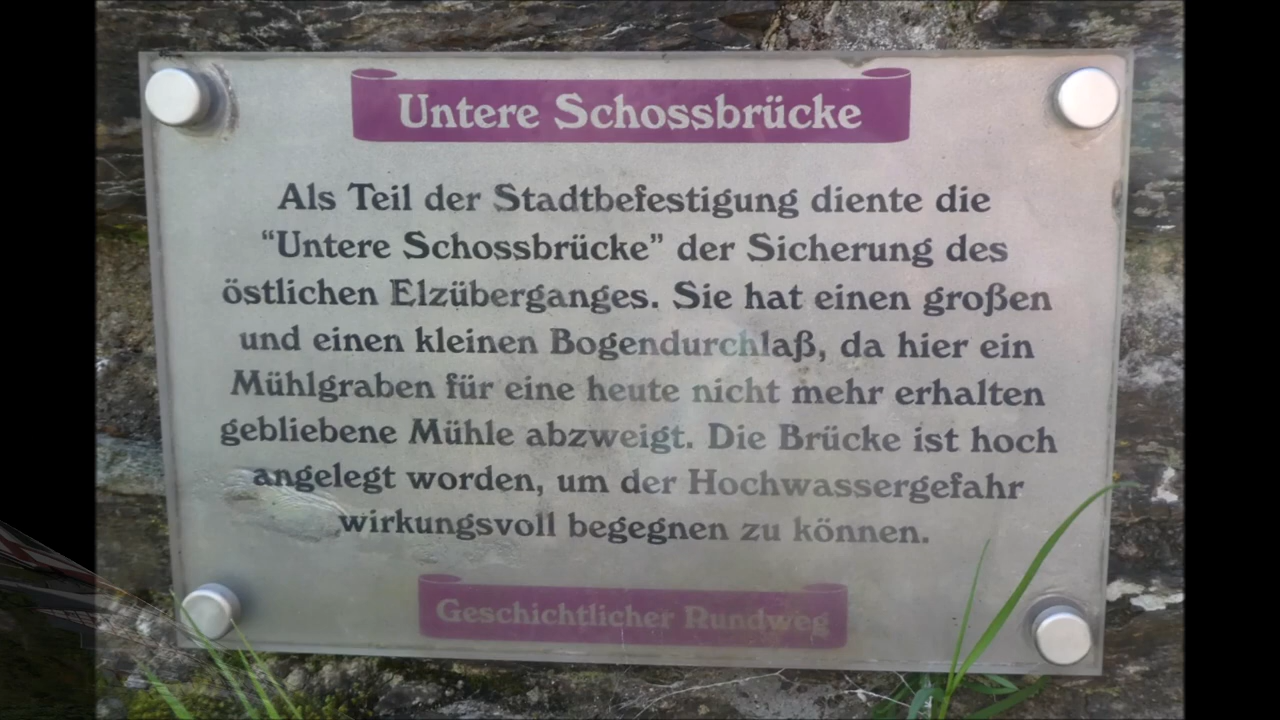 Untere Schossbrücke
Als Teil der Stadtbefestigung diente die
“Untere Schossbrücke” der Sicherung des
östlichen Elzüberganges. Sie hat einen großen
und einen kleinen Bogendurchlaß, da hier ein
Mühlgraben für eine heute nicht mehr erhalten
gebliebene Mühle abzweigt. Die Brücke ist hoch
angelegt worden, um der Hochwassergefahr
wirkungsvoll begegnen zu können.
Geschichtlicher Rundweg